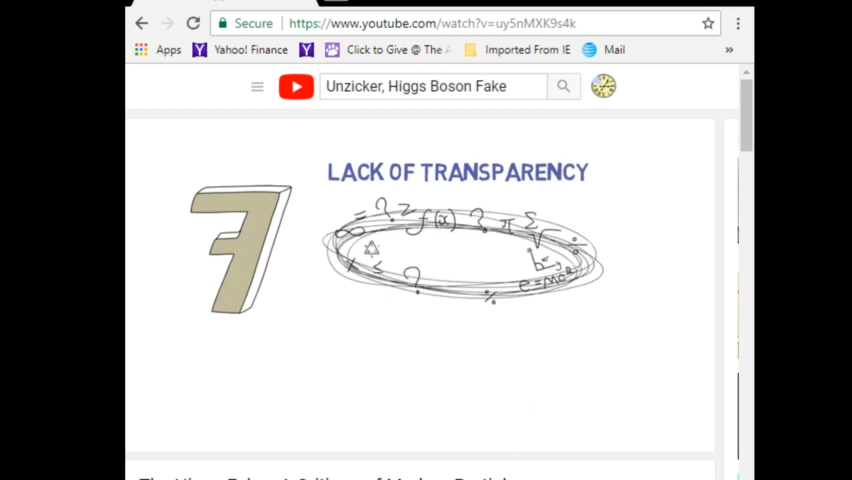 Secure https://www.youtube.com/watch?v=uy5nMXK9s4k
Apps Yahoo! Finance Click to Give @ The A Imported From IE Mail »
Unzicker, Higgs Boson Fake
7 LACK OF TRANSPARENCY
= ? Σ f(x) ? π Σ √ ÷
∞ + ≤ ? % e=mc²